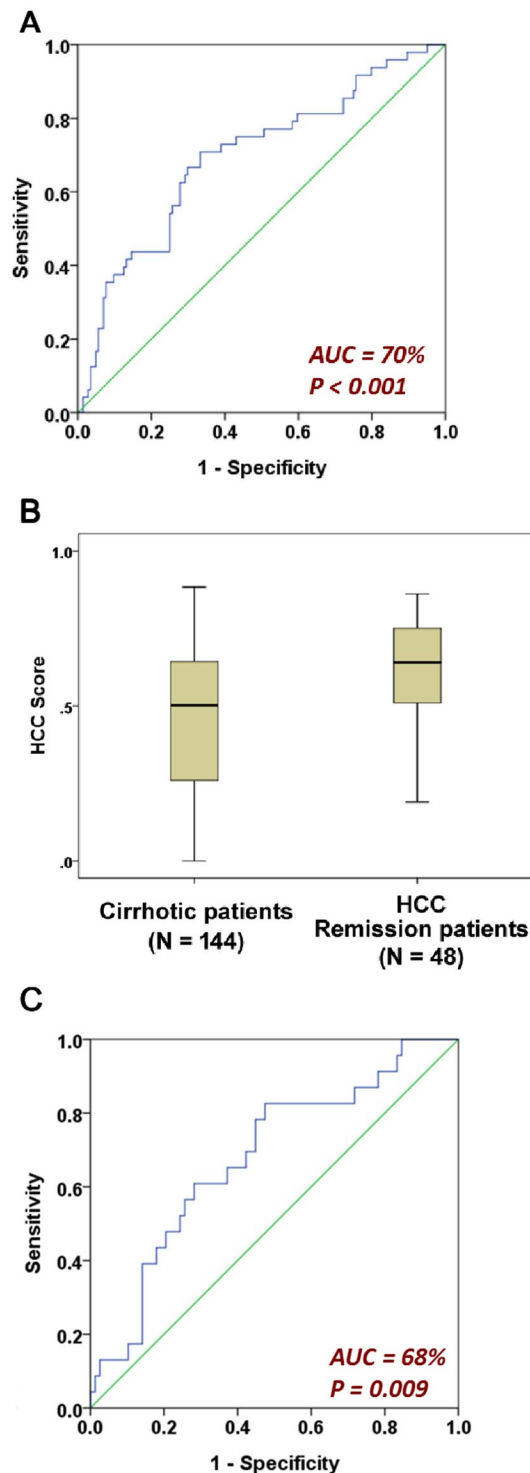 A
1.0
0.8
0.6
0.4
0.2
0.0
Sensitivity
AUC = 70%
P < 0.001
0.0 0.2 0.4 0.6 0.8 1.0
1 - Specificity
B
1.0
.5
.0
HCC Score
Cirrhotic patients
(N = 144)
HCC
Remission patients
(N = 48)
C
1.0
0.8
0.6
0.4
0.2
0.0
Sensitivity
AUC = 68%
P = 0.009
0.0 0.2 0.4 0.6 0.8 1.0
1 - Specificity